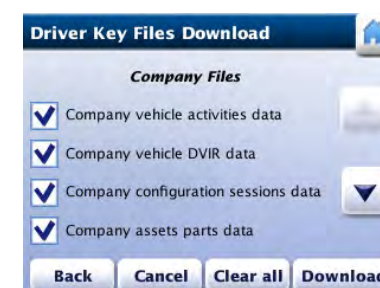 Driver Key Files Download
Company Files
Company vehicle activities data
Company vehicle DVIR data
Company configuration sessions data
Company assets parts data
Back Cancel Clear all Download